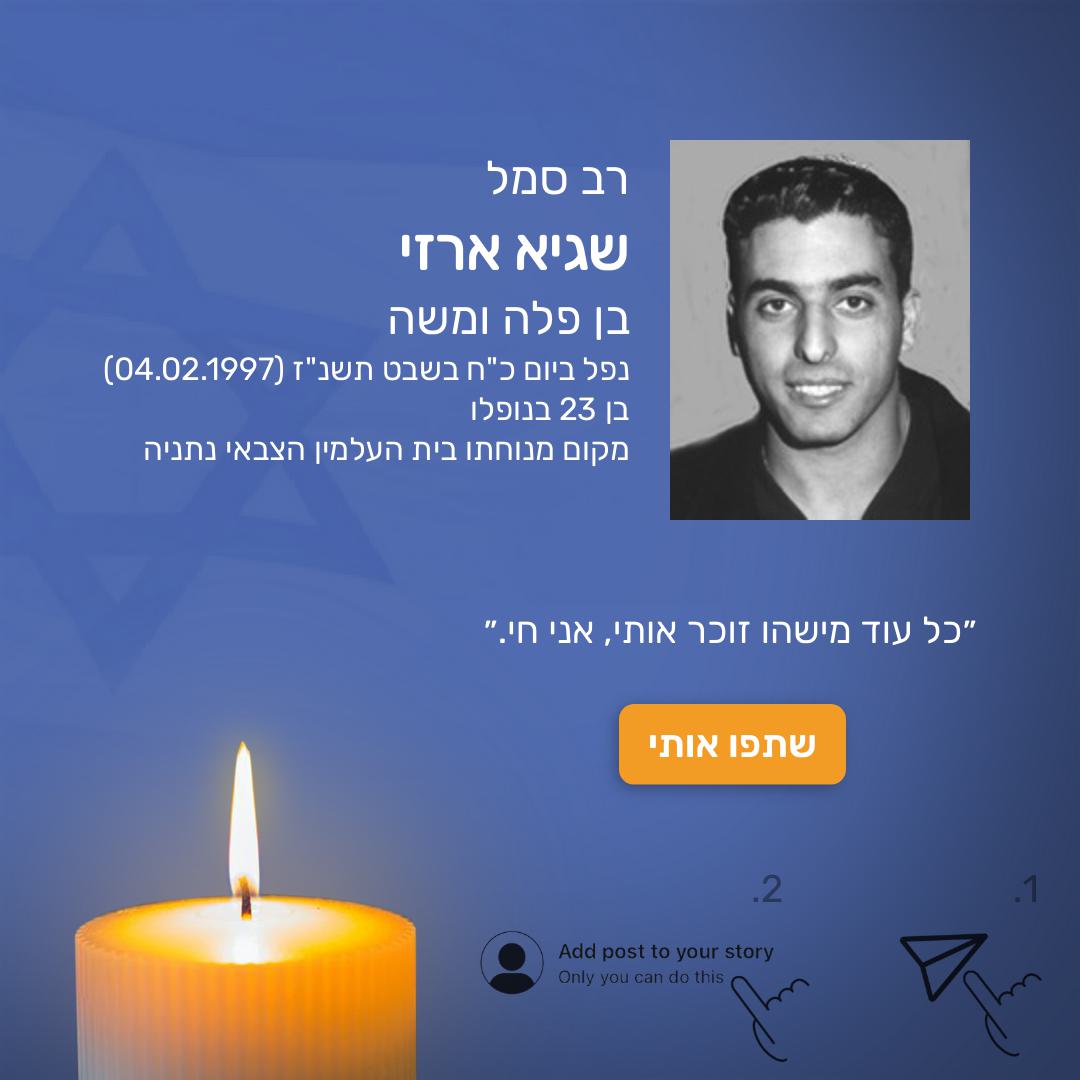 רב סמל
שגיא ארזי
בן פלה ומשה
נפל ביום כ"ח בשבט תשנ"ז (04.02.1997)
בן 23 בנופלו
מקום מנוחתו בית העלמין הצבאי נתניה
״כל עוד מישהו זוכר אותי, אני חי.״
שתפו אותי
.1
.2
Add post to your story
Only you can do this